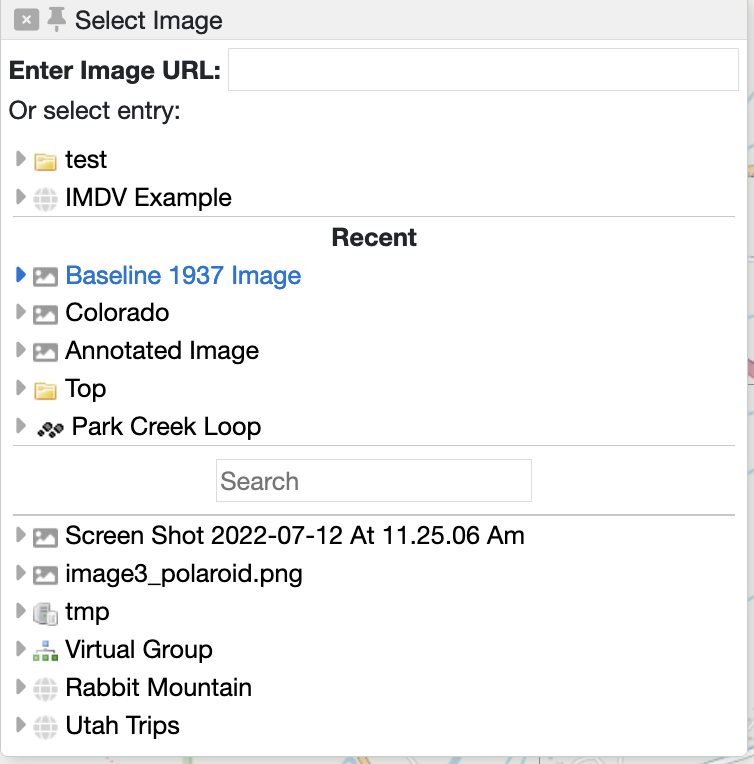 Select Image
Enter Image URL:
Or select entry:
test
IMDV Example
Recent
Baseline 1937 Image
Colorado
Annotated Image
Top
Park Creek Loop
Search
Screen Shot 2022-07-12 At 11.25.06 Am
image3_polaroid.png
tmp
Virtual Group
Rabbit Mountain
Utah Trips